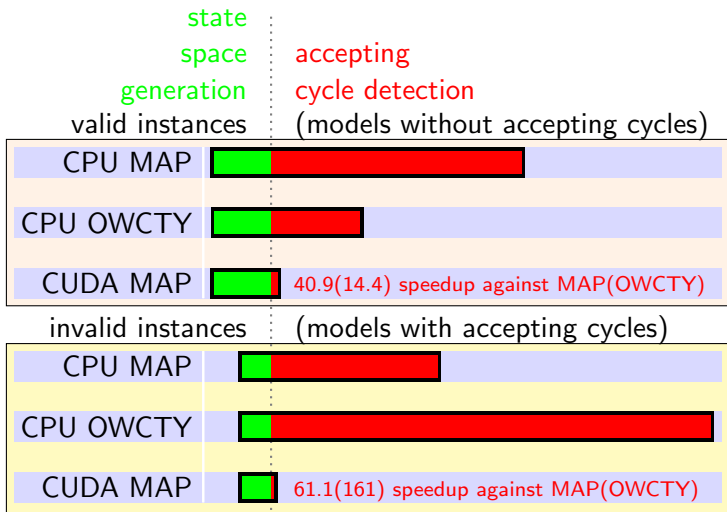 state
space accepting
generation cycle detection
valid instances (models without accepting cycles)
CPU MAP
CPU OWCTY
CUDA MAP 40.9(14.4) speedup against MAP(OWCTY)
invalid instances (models with accepting cycles)
CPU MAP
CPU OWCTY
CUDA MAP 61.1(161) speedup against MAP(OWCTY)